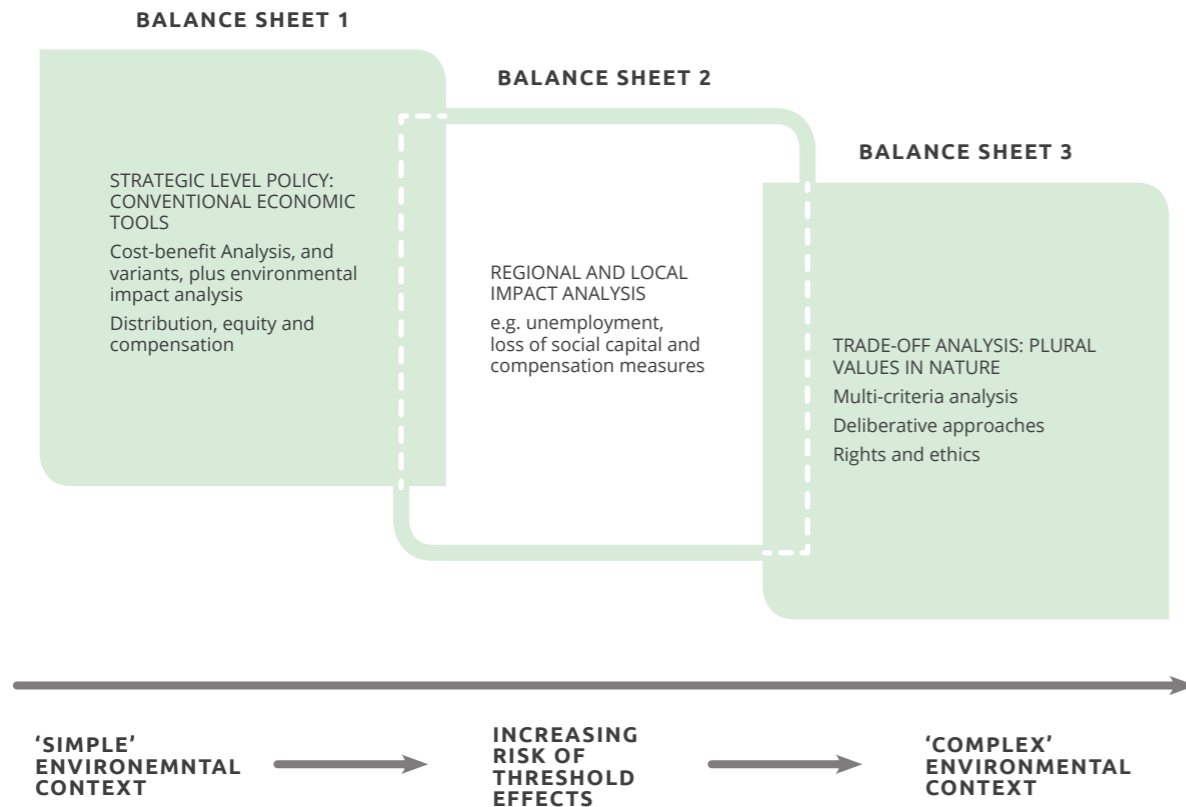 BALANCE SHEET 1
STRATEGIC LEVEL POLICY:
CONVENTIONAL ECONOMIC
TOOLS
Cost-benefit Analysis, and
variants, plus environmental
impact analysis
Distribution, equity and
compensation
BALANCE SHEET 2
REGIONAL AND LOCAL
IMPACT ANALYSIS
e.g. unemployment,
loss of social capital and
compensation measures
BALANCE SHEET 3
TRADE-OFF ANALYSIS: PLURAL
VALUES IN NATURE
Multi-criteria analysis
Deliberative approaches
Rights and ethics
‘SIMPLE’
ENVIRONEMNTAL
CONTEXT
INCREASING
RISK OF
THRESHOLD
EFFECTS
‘COMPLEX’
ENVIRONMENTAL
CONTEXT